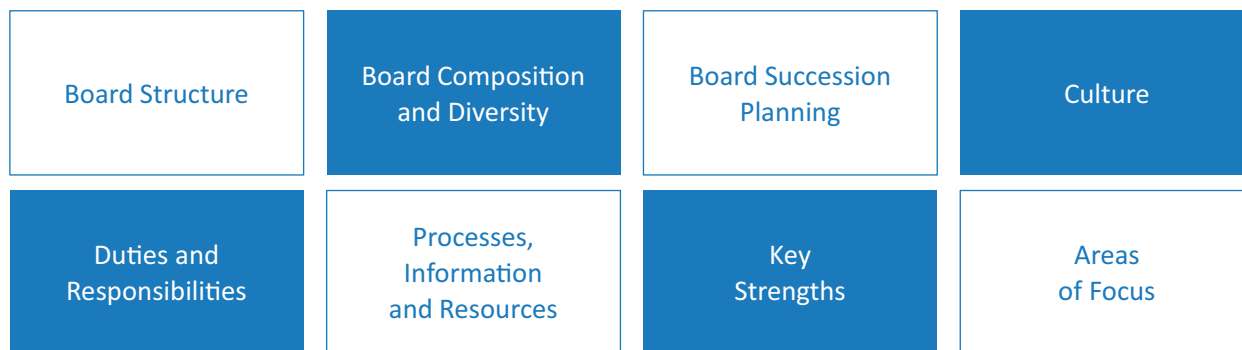 Board Structure
Board Composition
and Diversity
Board Succession
Planning
Culture
Duties and
Responsibilities
Processes,
Information
and Resources
Key
Strengths
Areas
of Focus